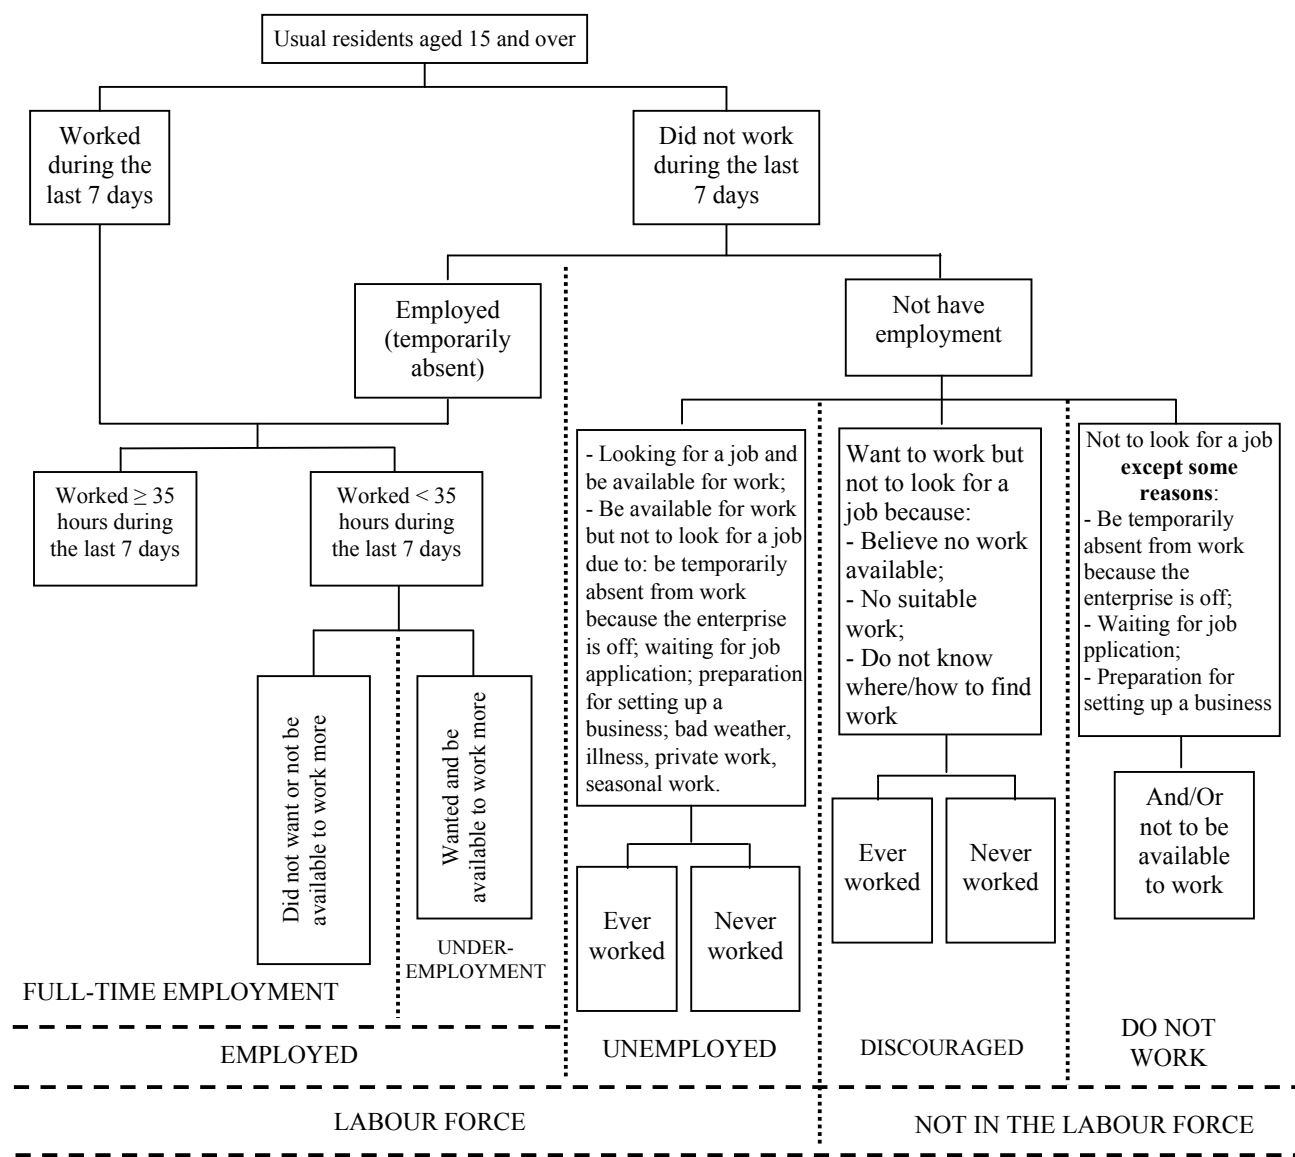 Usual residents aged 15 and over
Worked
during the
last 7 days
Did not work
during the last
7 days
Employed
(temporarily
absent)
Not have
employment
Worked ≥ 35
hours during
the last 7 days
Worked < 35
hours during
the last 7 days
- Looking for a job and
be available for work;
- Be available for work
but not to look for a job
due to: be temporarily
absent from work
because the enterprise
is off; waiting for job
application; preparation
for setting up a
business; bad weather,
illness, private work,
seasonal work.
Want to work but
not to look for a
job because:
- Believe no work
available;
- No suitable
work;
- Do not know
where/how to find
work
Not to look for a job
except some
reasons:
- Be temporarily
absent from work
because the
enterprise is off;
- Waiting for job
pplication;
- Preparation for
setting up a business
Did not want or not be
available to work more
Wanted and be
available to work more
Ever
worked
Never
worked
Ever
worked
Never
worked
And/Or
not to be
available
to work
UNDER-
EMPLOYMENT
FULL-TIME EMPLOYMENT
EMPLOYED
UNEMPLOYED
DISCOURAGED
DO NOT
WORK
LABOUR FORCE
NOT IN THE LABOUR FORCE